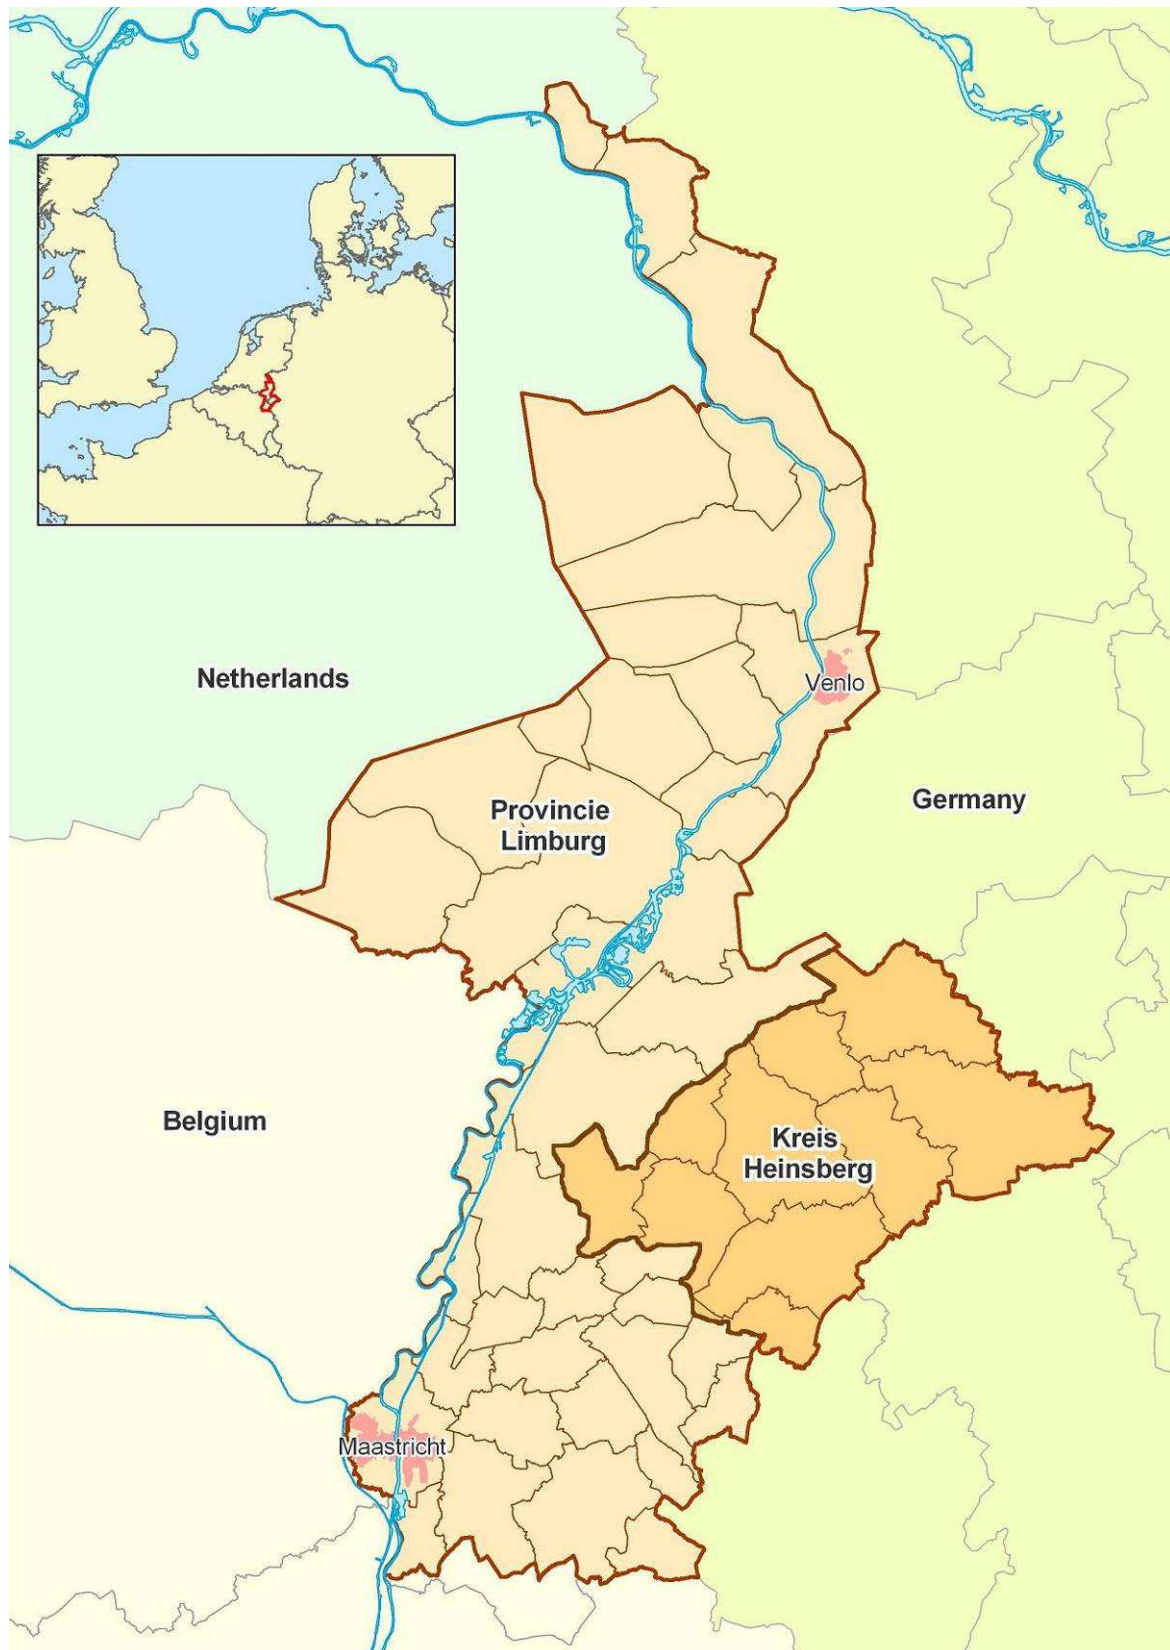 Netherlands
Venlo
Provincie
Limburg
Germany
Belgium
Kreis
Heinsberg
Maastricht